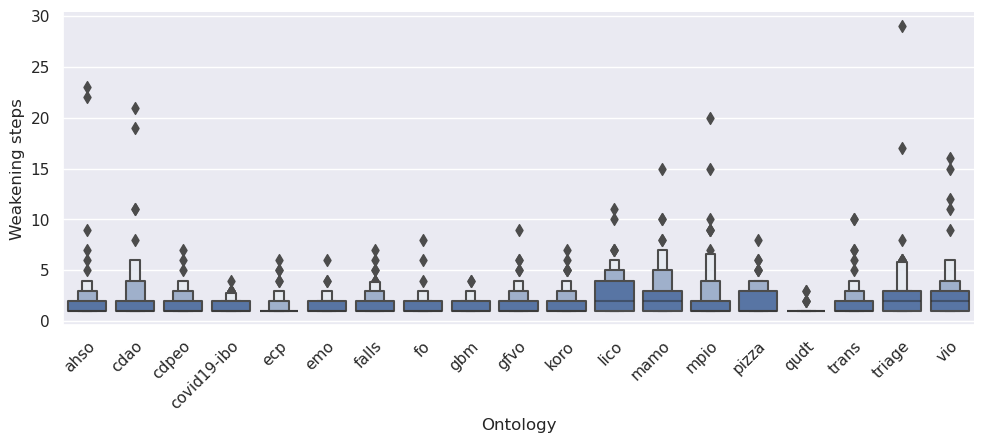 30
25
20
15
10
5
0
Weakening steps
ahso
cdao
cdpeo
covid19-ibo
ecp
emo
falls
fo
gbm
gfvo
koro
lico
mamo
mpio
pizza
qudt
trans
triage
vio
Ontology